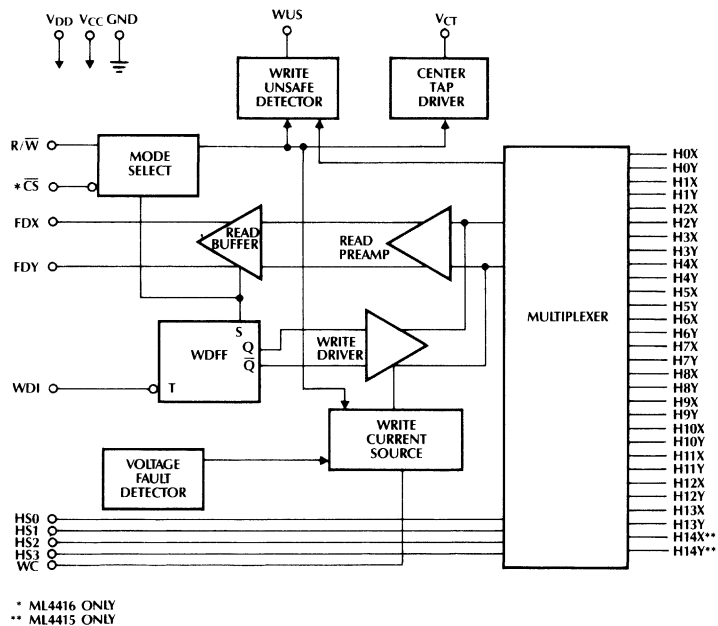 VDD VCC GND
WUS
VCT
WRITE
UNSAFE
DETECTOR
CENTER
TAP
DRIVER
R/W̅
*C̅S̅
MODE
SELECT
FDX
FDY
READ
BUFFER
READ
PREAMP
MULTIPLEXER
S
Q
Q̅
WDFF
T
WDI
WRITE
DRIVER
WRITE
CURRENT
SOURCE
VOLTAGE
FAULT
DETECTOR
HS0
HS1
HS2
HS3
WC
H0X
H0Y
H1X
H1Y
H2X
H2Y
H3X
H3Y
H4X
H4Y
H5X
H5Y
H6X
H6Y
H7X
H7Y
H8X
H8Y
H9X
H9Y
H10X
H10Y
H11X
H11Y
H12X
H12Y
H13X
H13Y
H14X**
H14Y**
* ML4416 ONLY
** ML4415 ONLY